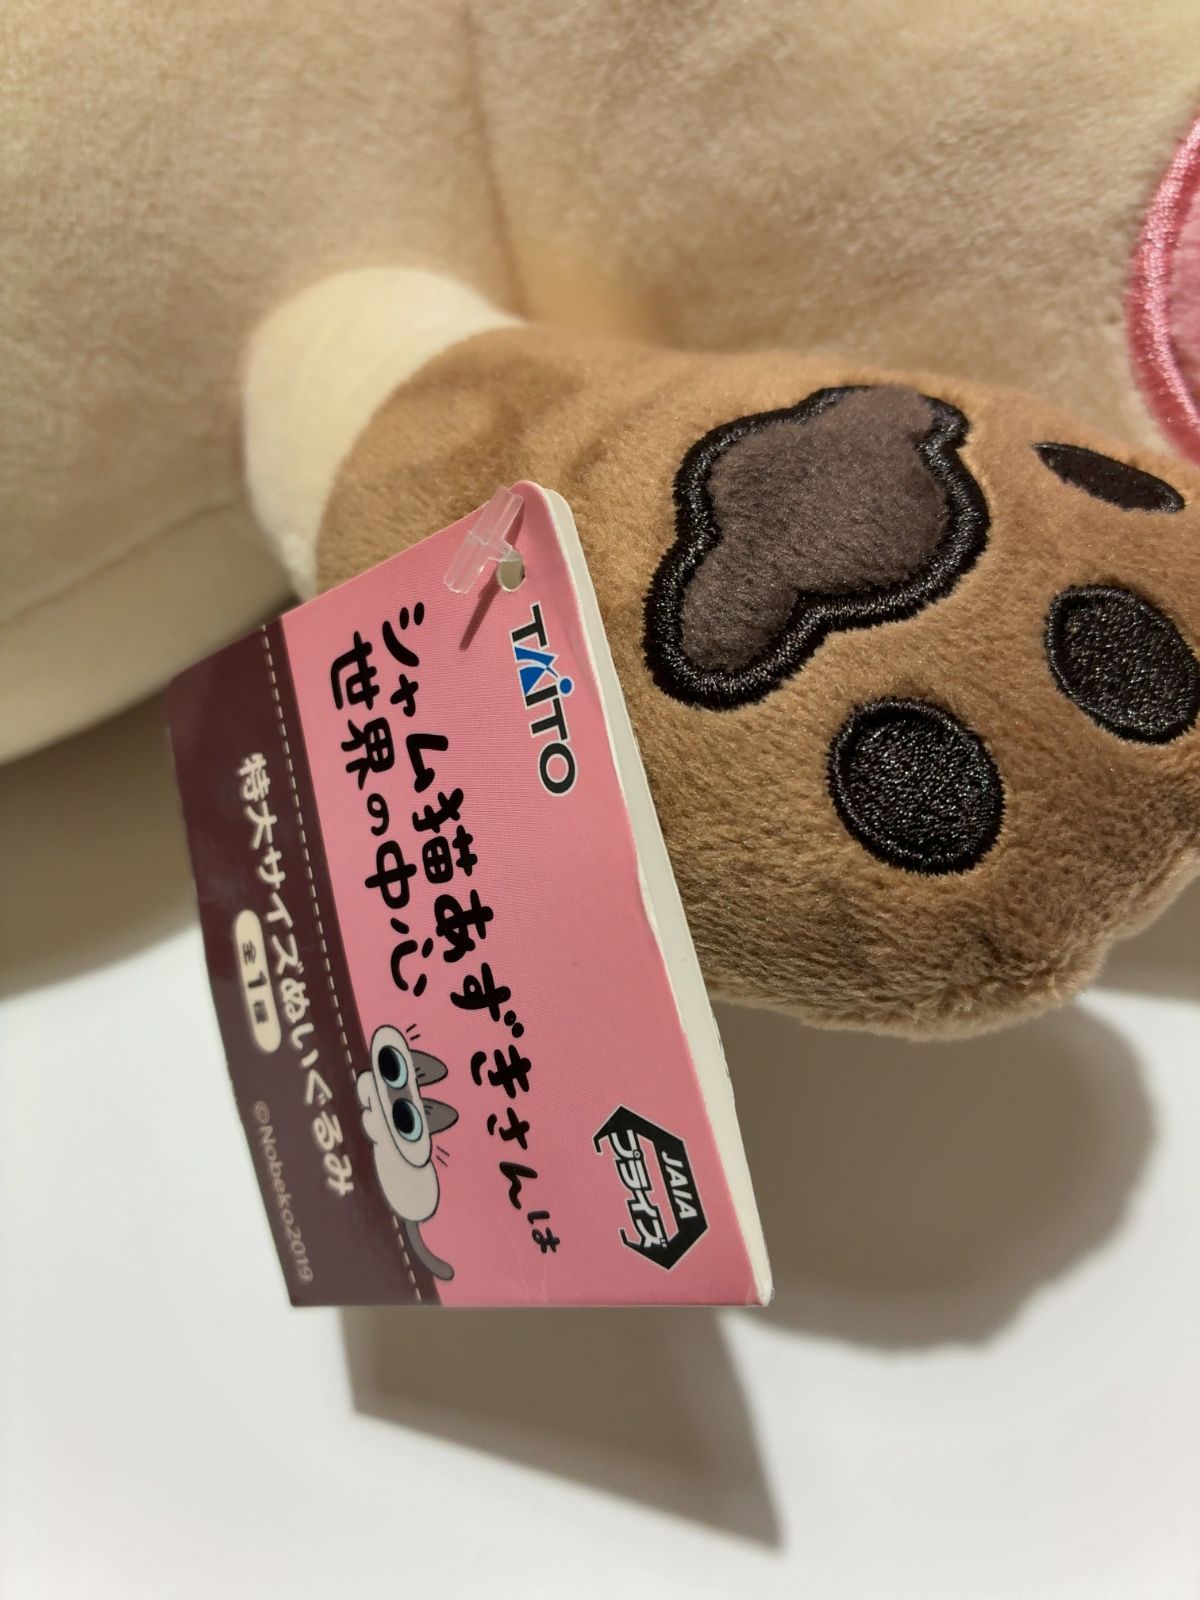 TAITO
JAIA
プライズ
シャム猫あずきさんは
世界の中心
特大サイズぬいぐるみ
全1種
©Nobeko2019